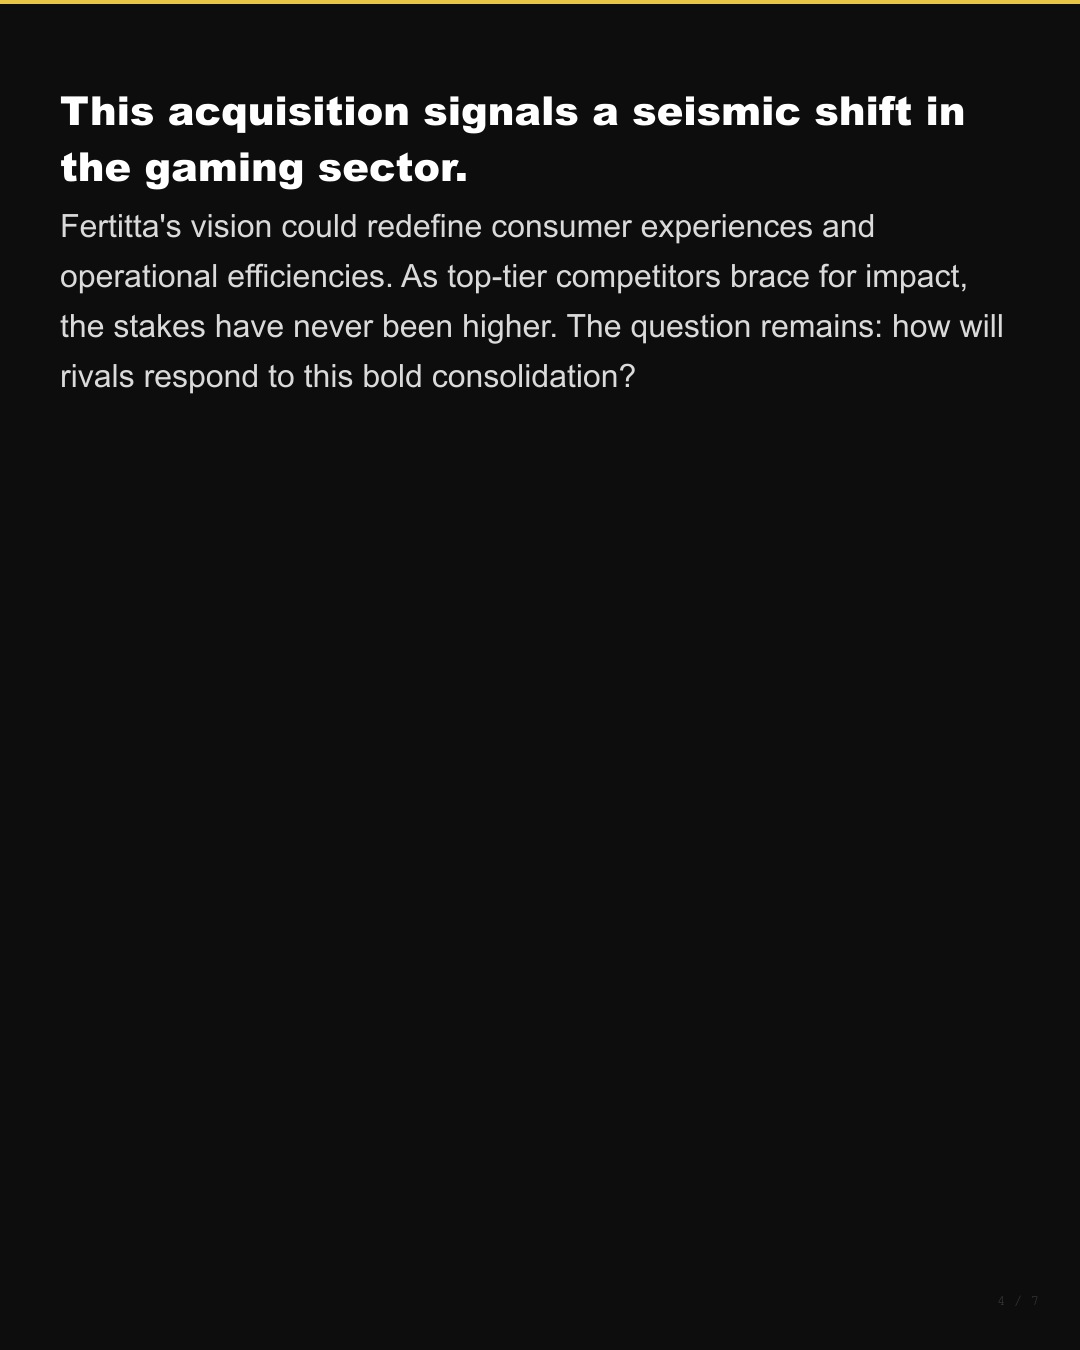 This acquisition signals a seismic shift in
the gaming sector.
Fertitta's vision could redefine consumer experiences and
operational efficiencies. As top-tier competitors brace for impact,
the stakes have never been higher. The question remains: how will
rivals respond to this bold consolidation?
4 / 7